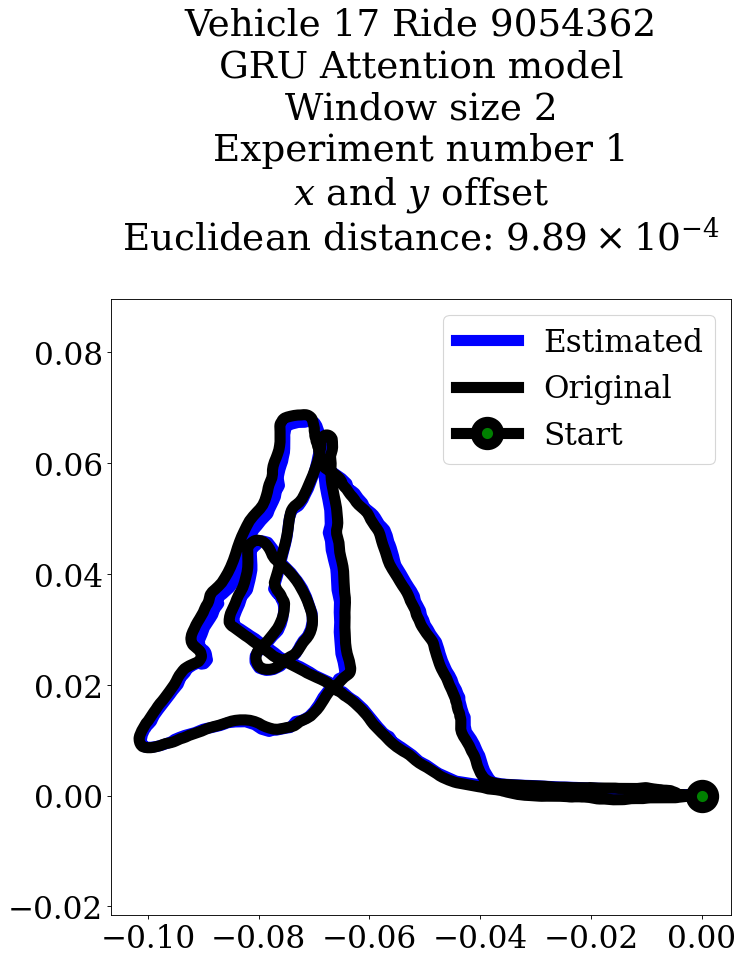 Vehicle 17 Ride 9054362
GRU Attention model
Window size 2
Experiment number 1
x and y offset
Euclidean distance: 9.89 × 10⁻⁴
Estimated
Original
Start
0.08
0.06
0.04
0.02
0.00
−0.02
−0.10 −0.08 −0.06 −0.04 −0.02 0.00